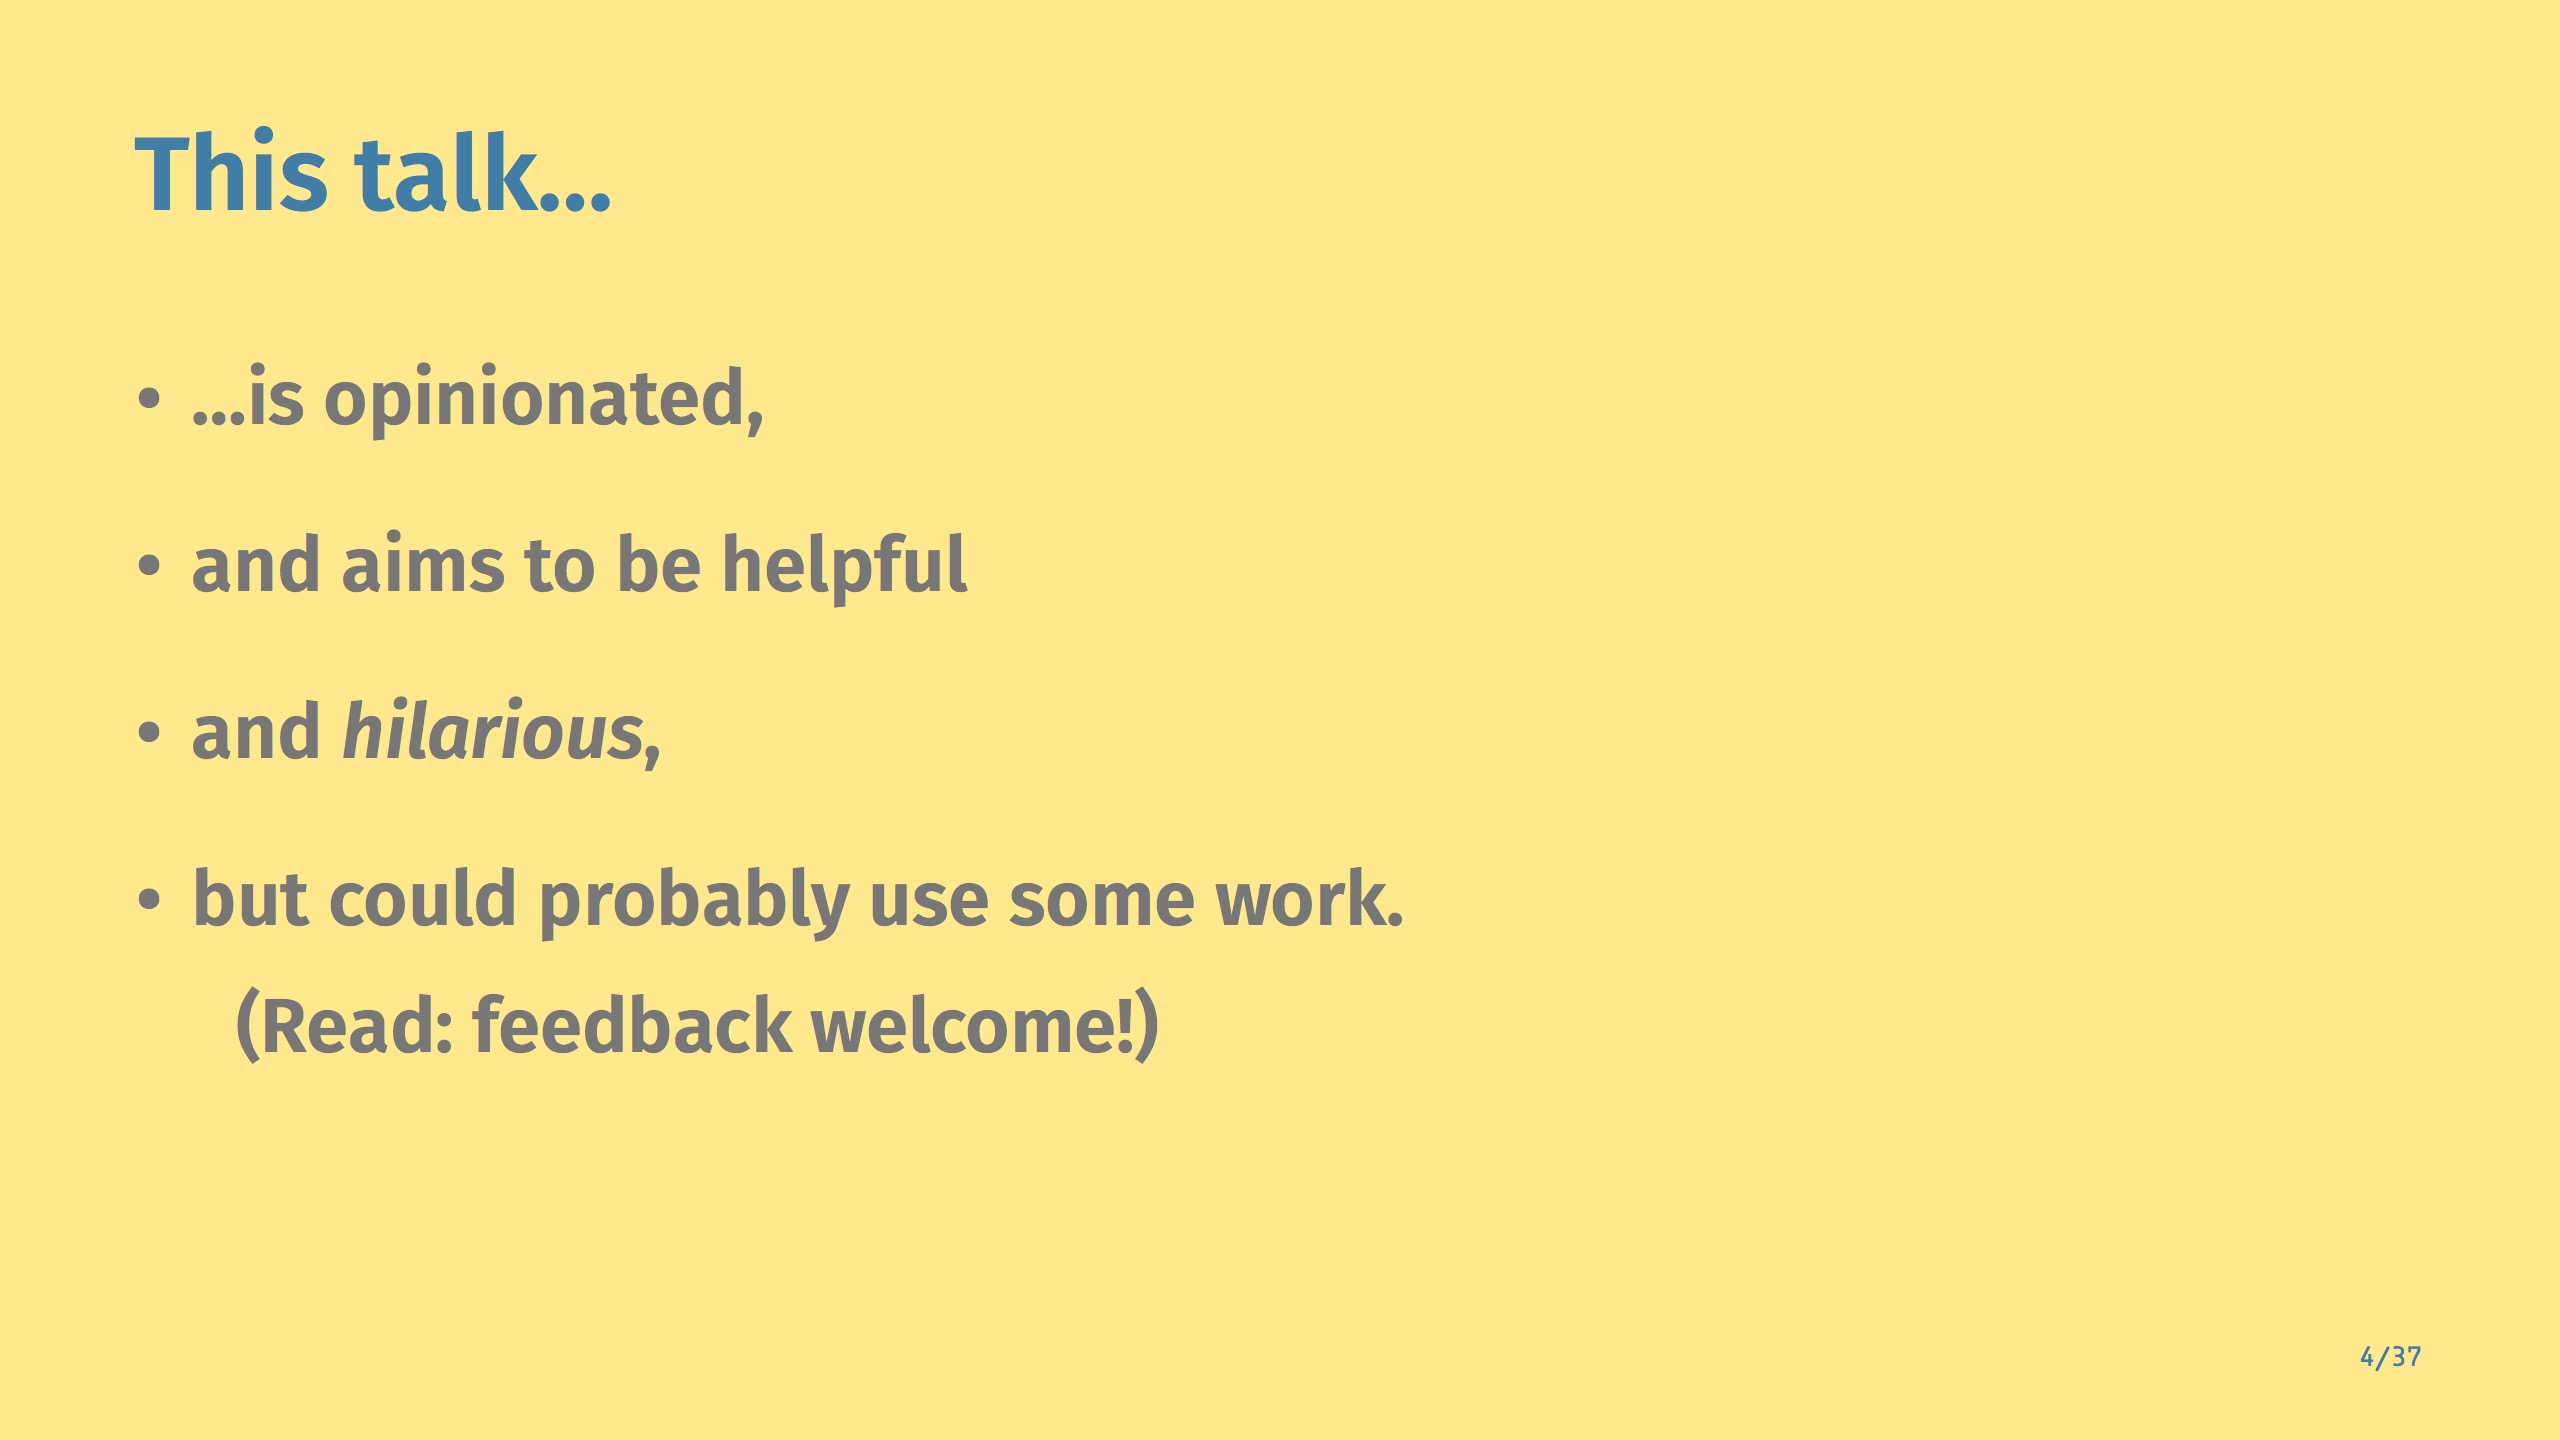 This talk...
• ...is opinionated,
• and aims to be helpful
• and hilarious,
• but could probably use some work.
(Read: feedback welcome!)
4/37